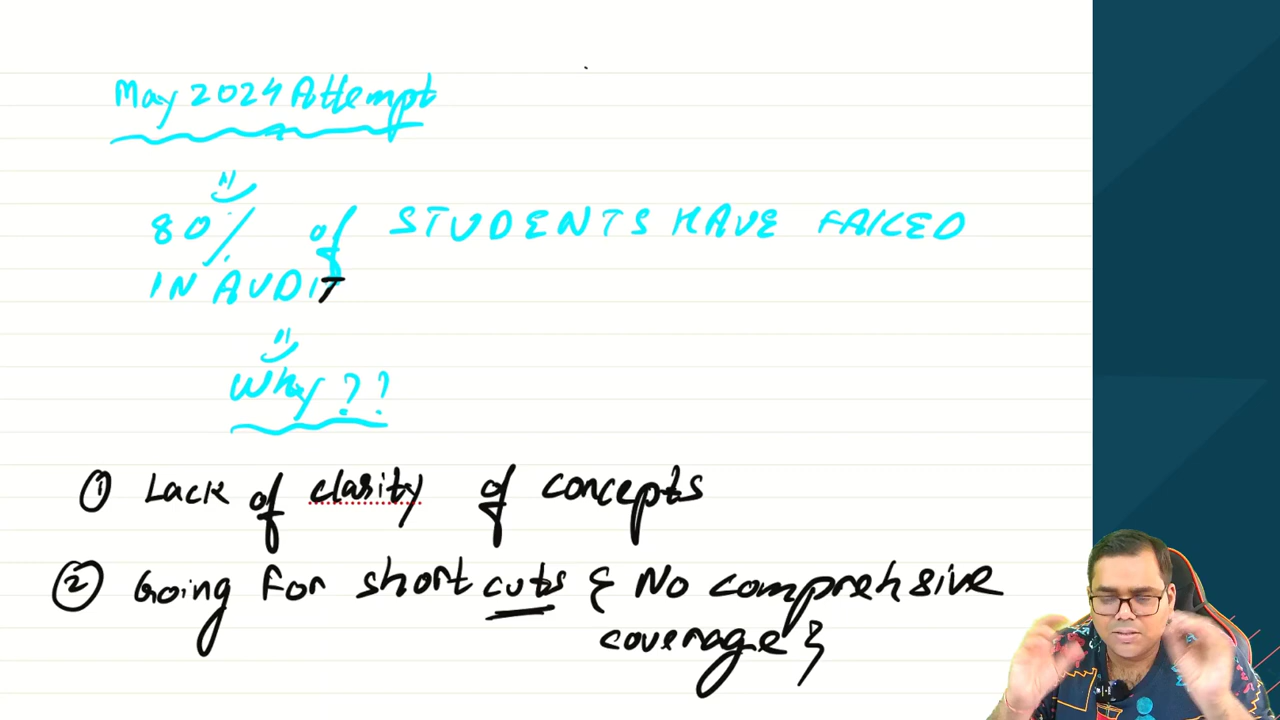 May 2024 Attempt
80% of STUDENTS HAVE FAILED
IN AUDIT
Why ??
① Lack of clarity of concepts
② Going for short cuts { No comprehensive
coverage }